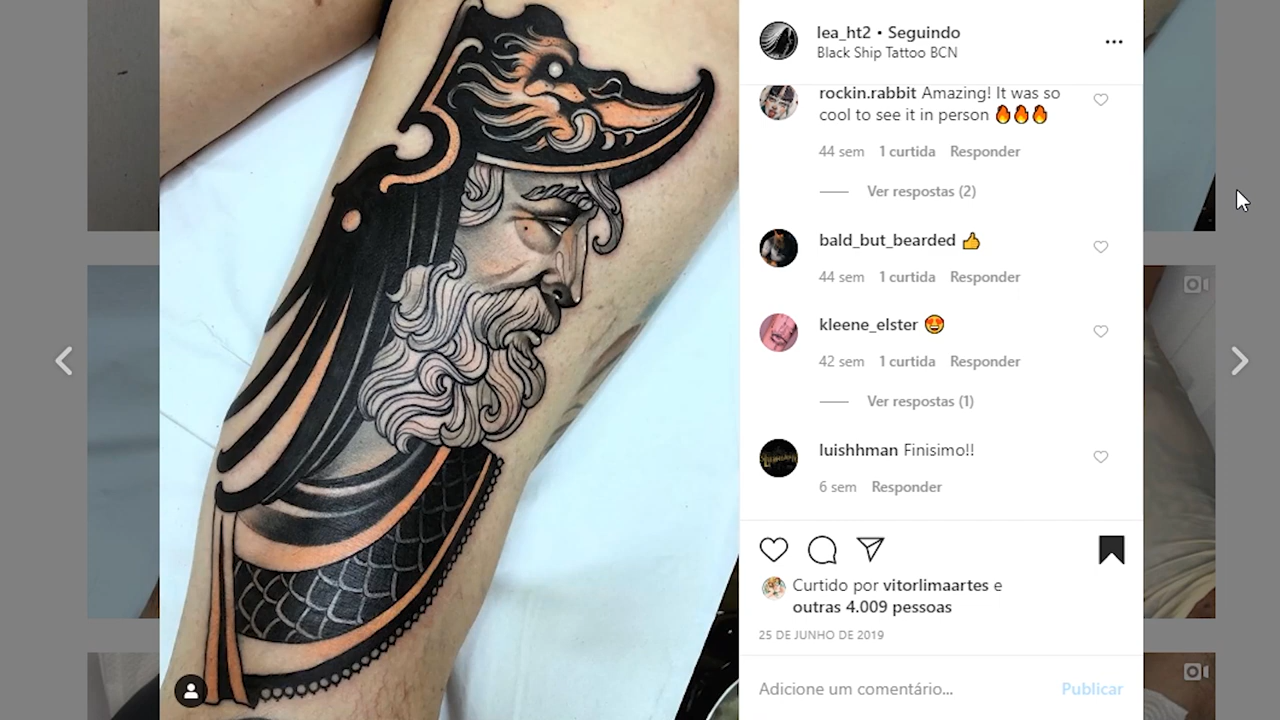 lea_ht2 • Seguindo
Black Ship Tattoo BCN
rockin.rabbit Amazing! It was so
cool to see it in person 🔥🔥🔥
44 sem 1 curtida Responder
Ver respostas (2)
bald_but_bearded 👍
44 sem 1 curtida Responder
kleene_elster 😍
42 sem 1 curtida Responder
Ver respostas (1)
luishhman Finisimo!!
6 sem Responder
Curtido por vitorlimaartes e
outras 4.009 pessoas
25 DE JUNHO DE 2019
Adicione um comentário... Publicar